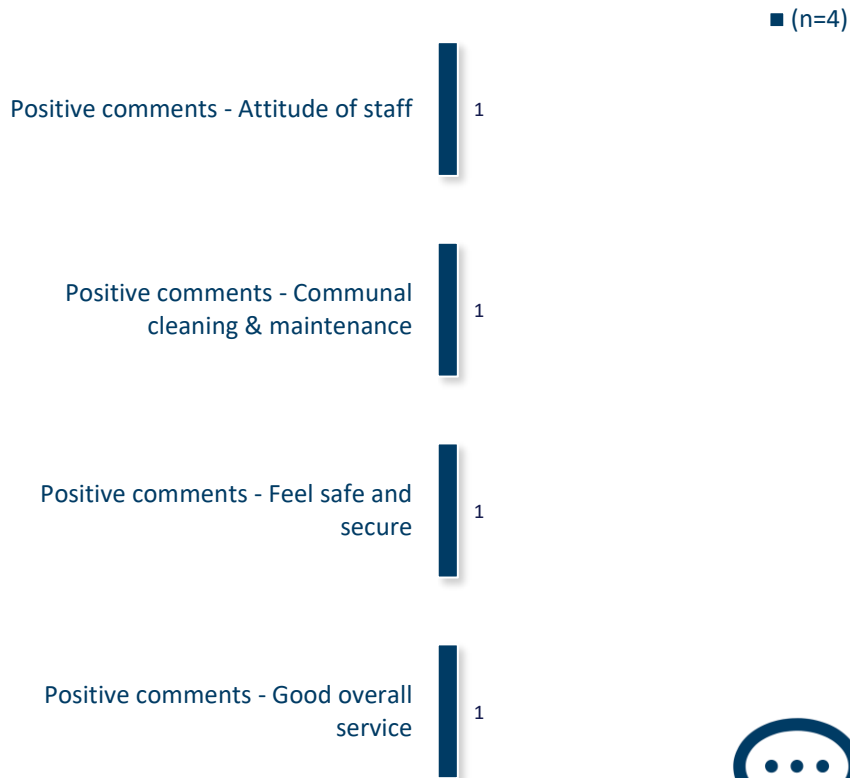 (n=4)
Positive comments - Attitude of staff
1
Positive comments - Communal
cleaning & maintenance
1
Positive comments - Feel safe and
secure
1
Positive comments - Good overall
service
1